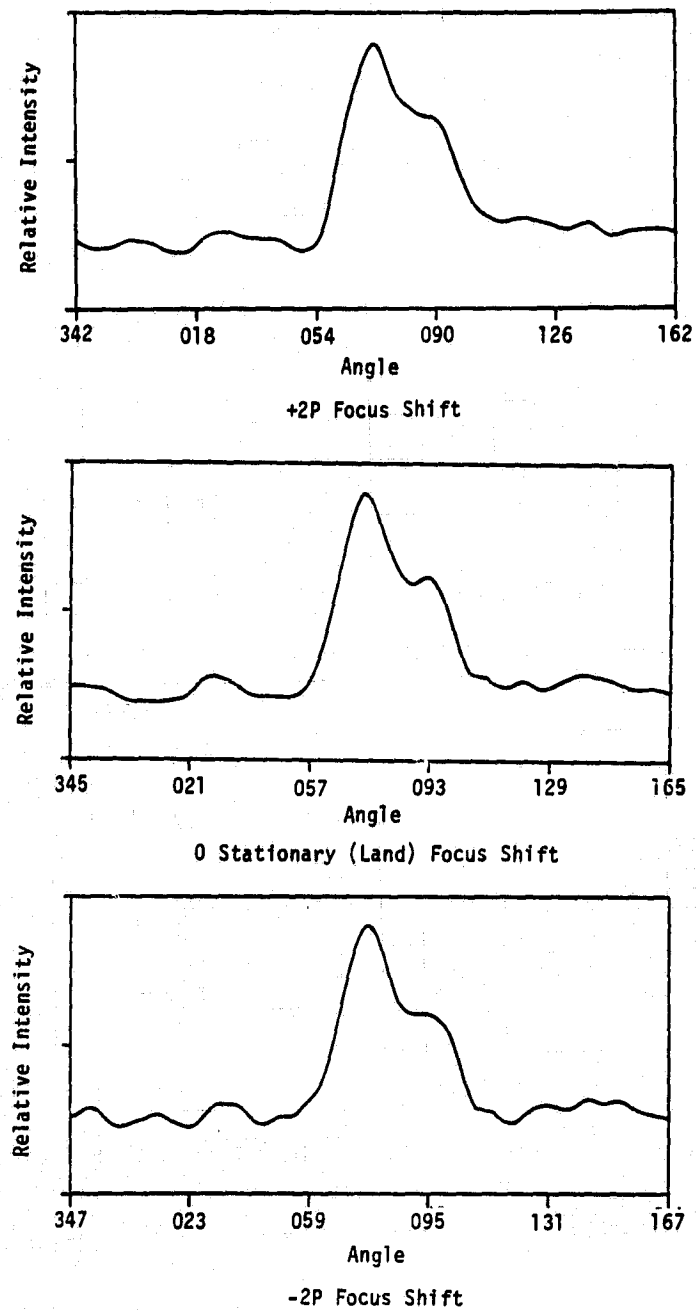 Relative Intensity
342 018 054 090 126 162
Angle
+2P Focus Shift
Relative Intensity
345 021 057 093 129 165
Angle
0 Stationary (Land) Focus Shift
Relative Intensity
347 023 059 095 131 167
Angle
-2P Focus Shift